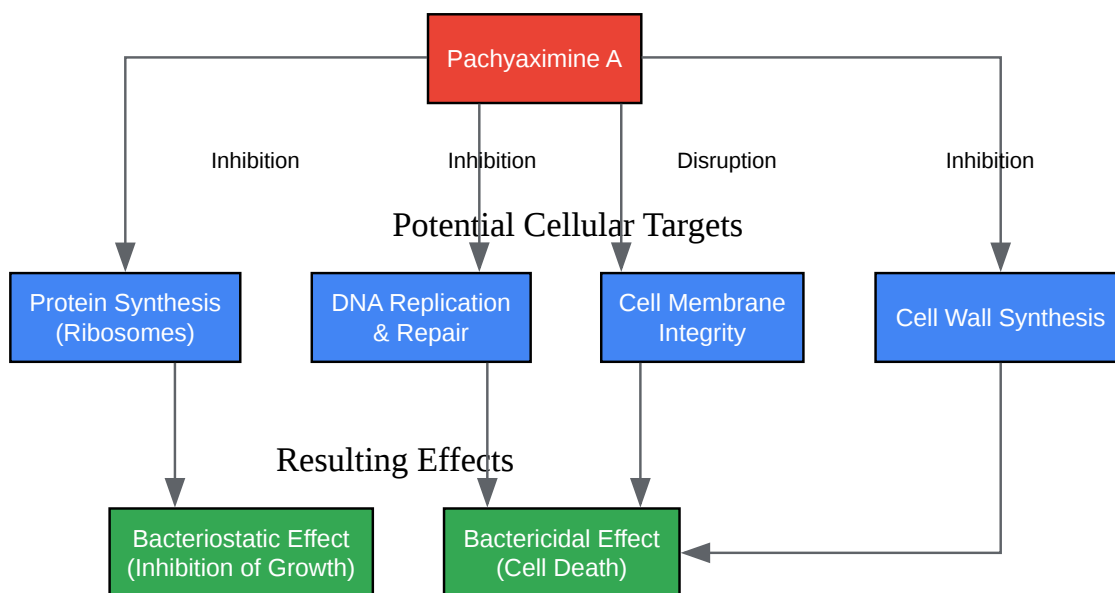 Pachyaximine A
Inhibition
Inhibition
Disruption
Inhibition
Potential Cellular Targets
Protein Synthesis
(Ribosomes)
DNA Replication
& Repair
Cell Membrane
Integrity
Cell Wall Synthesis
Resulting Effects
Bacteriostatic Effect
(Inhibition of Growth)
Bactericidal Effect
(Cell Death)